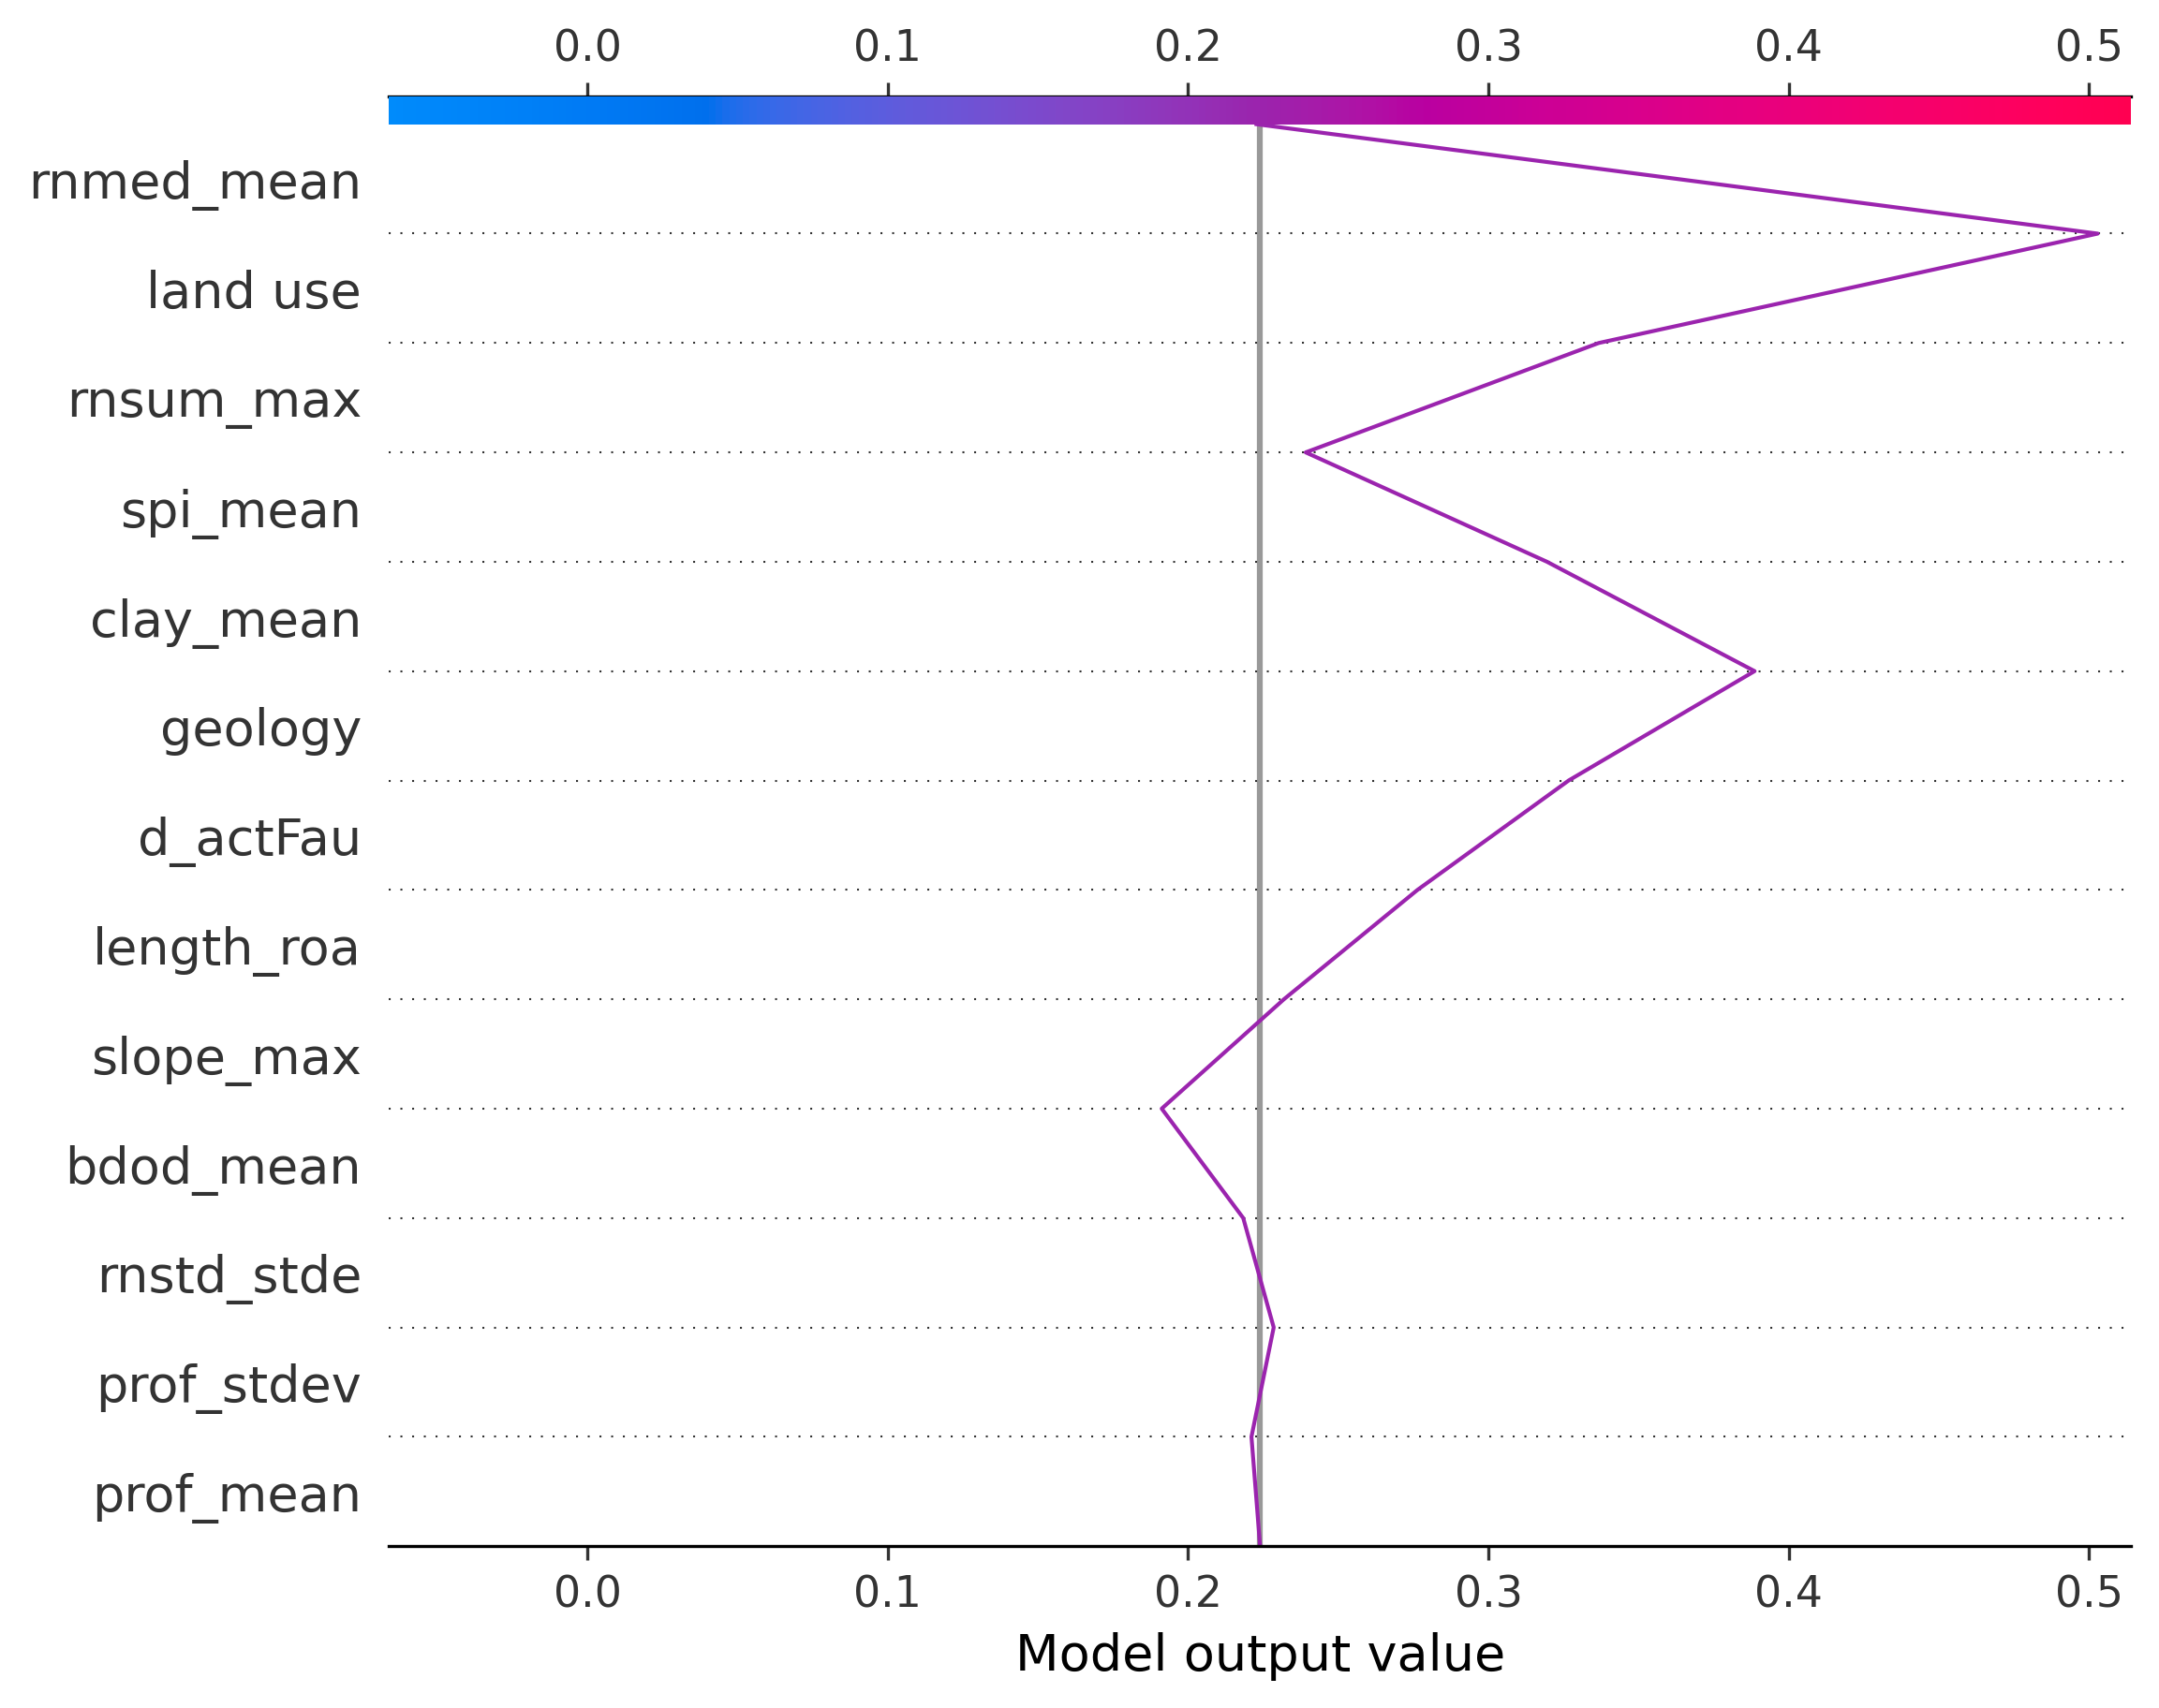 0.0 0.1 0.2 0.3 0.4 0.5
rnmed_mean
land use
rnsum_max
spi_mean
clay_mean
geology
d_actFau
length_roa
slope_max
bdod_mean
rnstd_stde
prof_stdev
prof_mean
0.0 0.1 0.2 0.3 0.4 0.5
Model output value